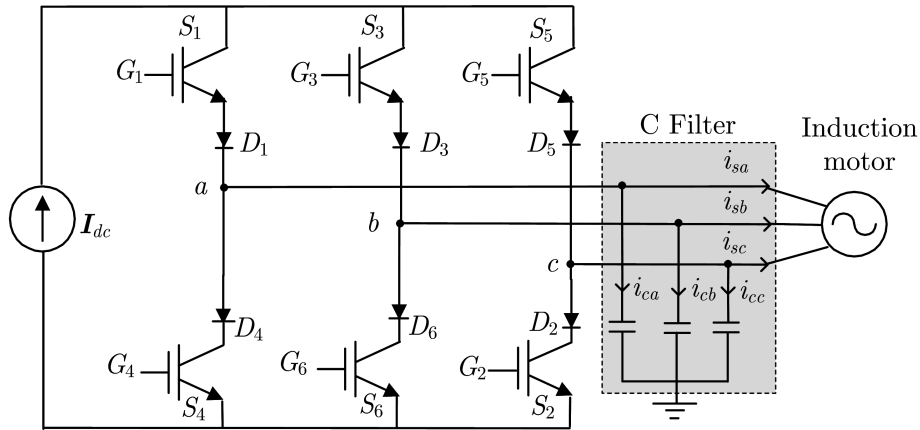 S1
S3
S5
G1
G3
G5
C Filter
Induction
motor
D1
D3
D5
isa
a
isb
b
Idc
isc
c
ica
icb
icc
D4
D6
D2
G4
G6
G2
S4
S6
S2